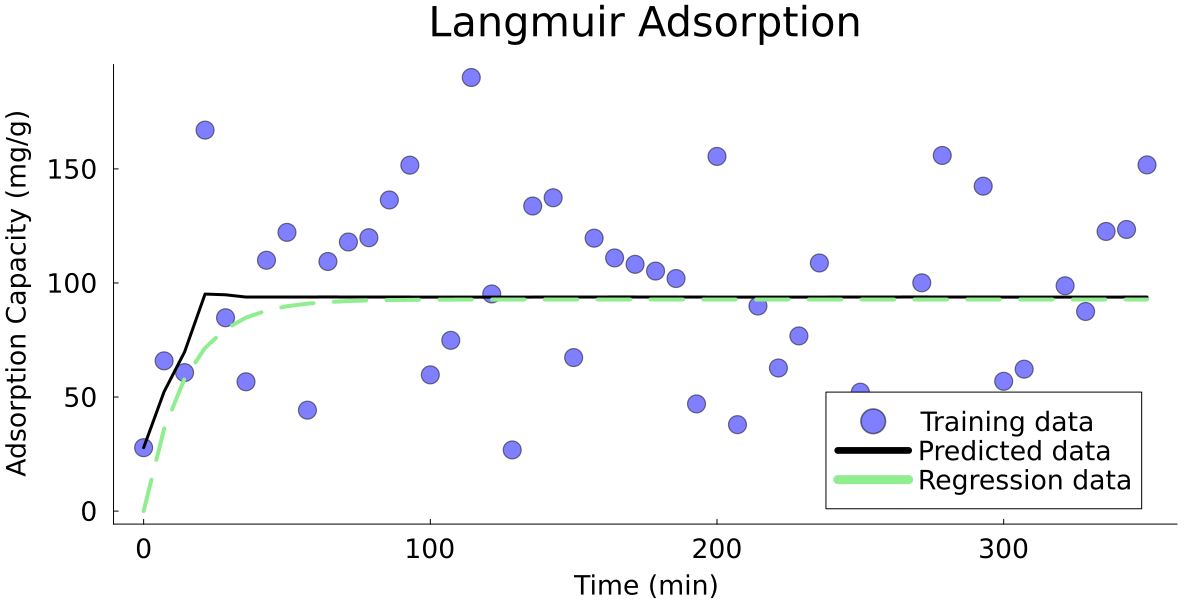 Langmuir Adsorption
Adsorption Capacity (mg/g)
150
100
50
0
Training data
Predicted data
Regression data
0 100 200 300
Time (min)